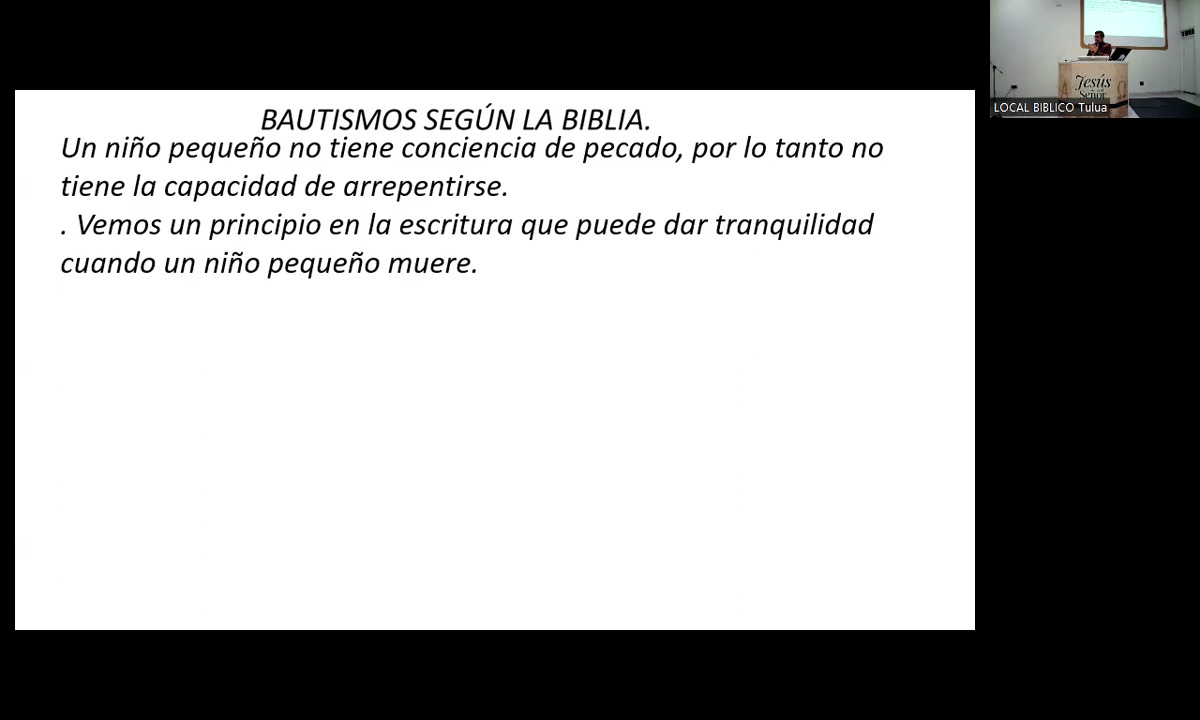 BAUTISMOS SEGÚN LA BIBLIA.
Un niño pequeño no tiene conciencia de pecado, por lo tanto no
tiene la capacidad de arrepentirse.
. Vemos un principio en la escritura que puede dar tranquilidad
cuando un niño pequeño muere.
Jesús
Señor
Α Ω
LOCAL BIBLICO Tulua